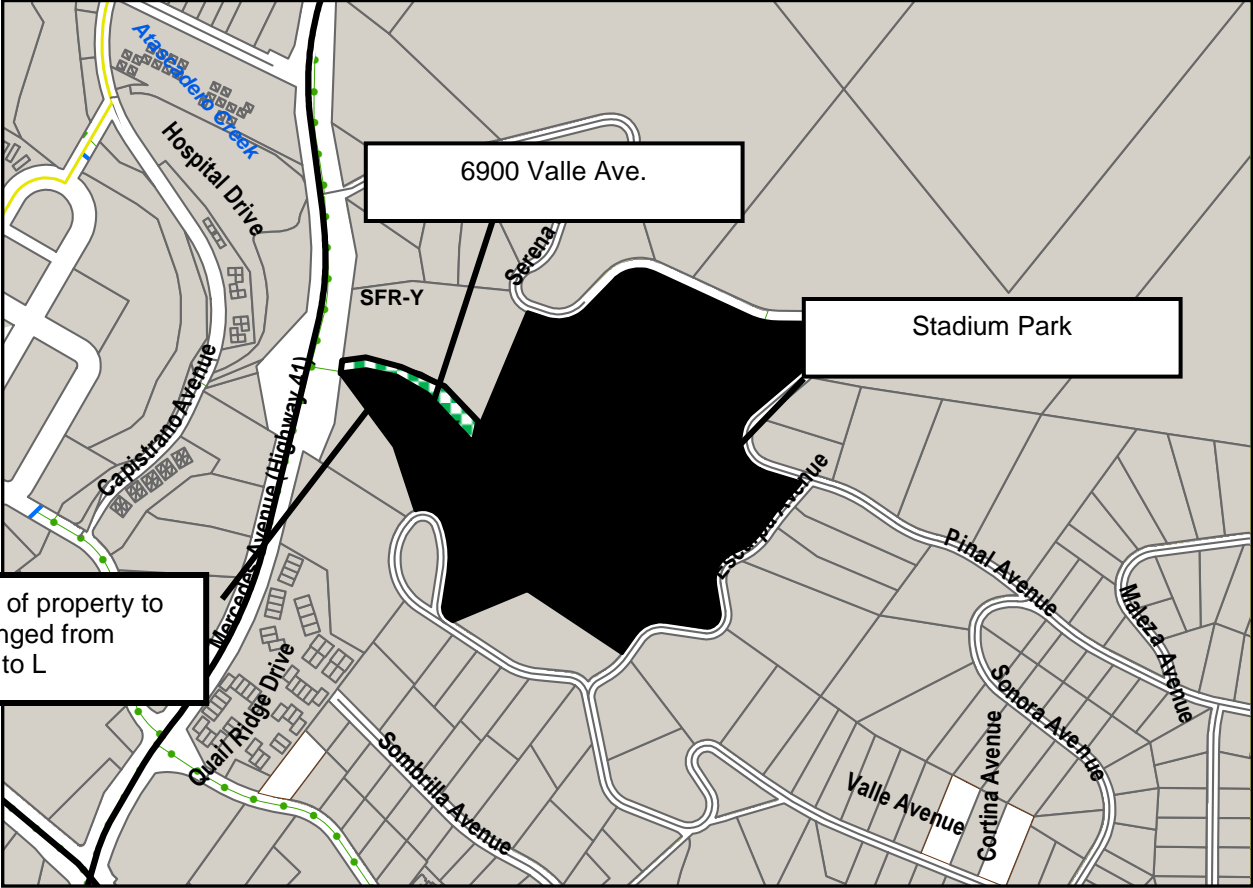 Atascadero Creek
Hospital Drive
6900 Valle Ave.
Serena
SFR-Y
Stadium Park
Capistrano Avenue
Mercedes Avenue (Highway 41)
Avenue
Pinal Avenue
Maleza Avenue
of property to
nged from
to L
Quail Ridge Drive
Sonora Avenue
Sombrilla Avenue
Valle Avenue
Cortina Avenue